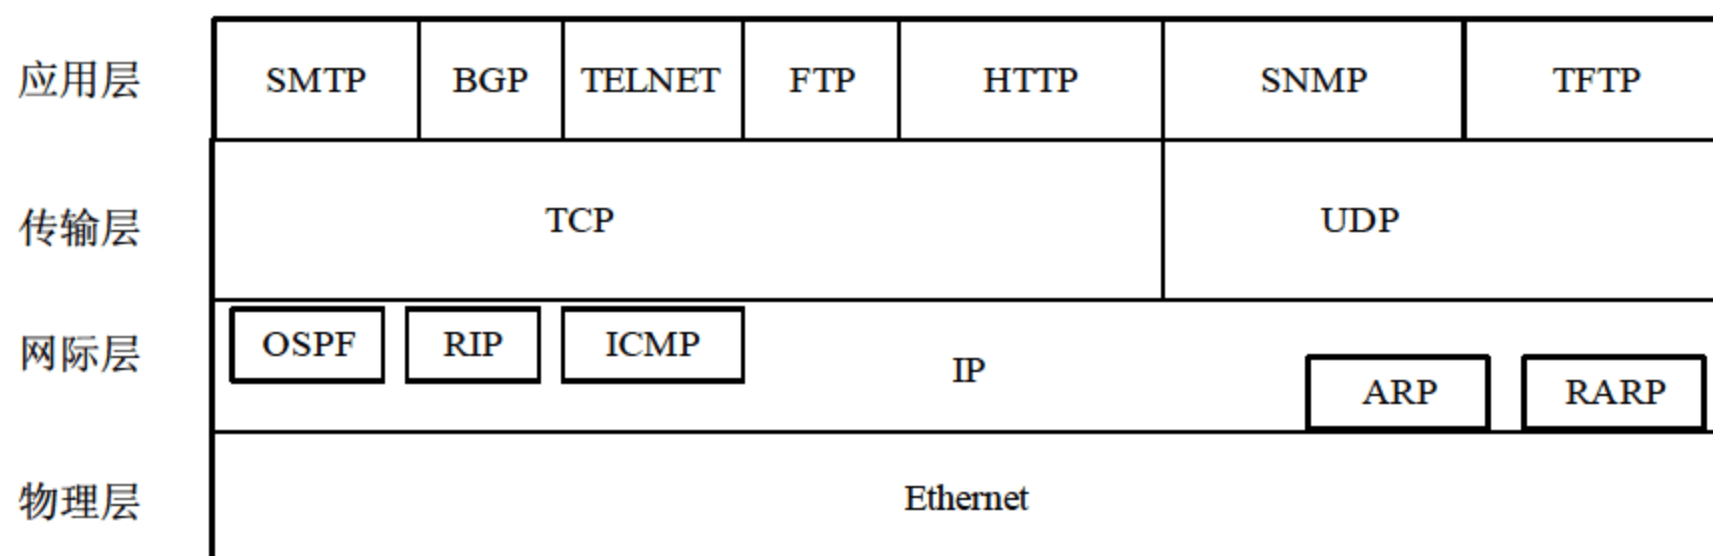 应用层 SMTP BGP TELNET FTP HTTP SNMP TFTP
传输层 TCP UDP
网际层 OSPF RIP ICMP IP ARP RARP
物理层 Ethernet